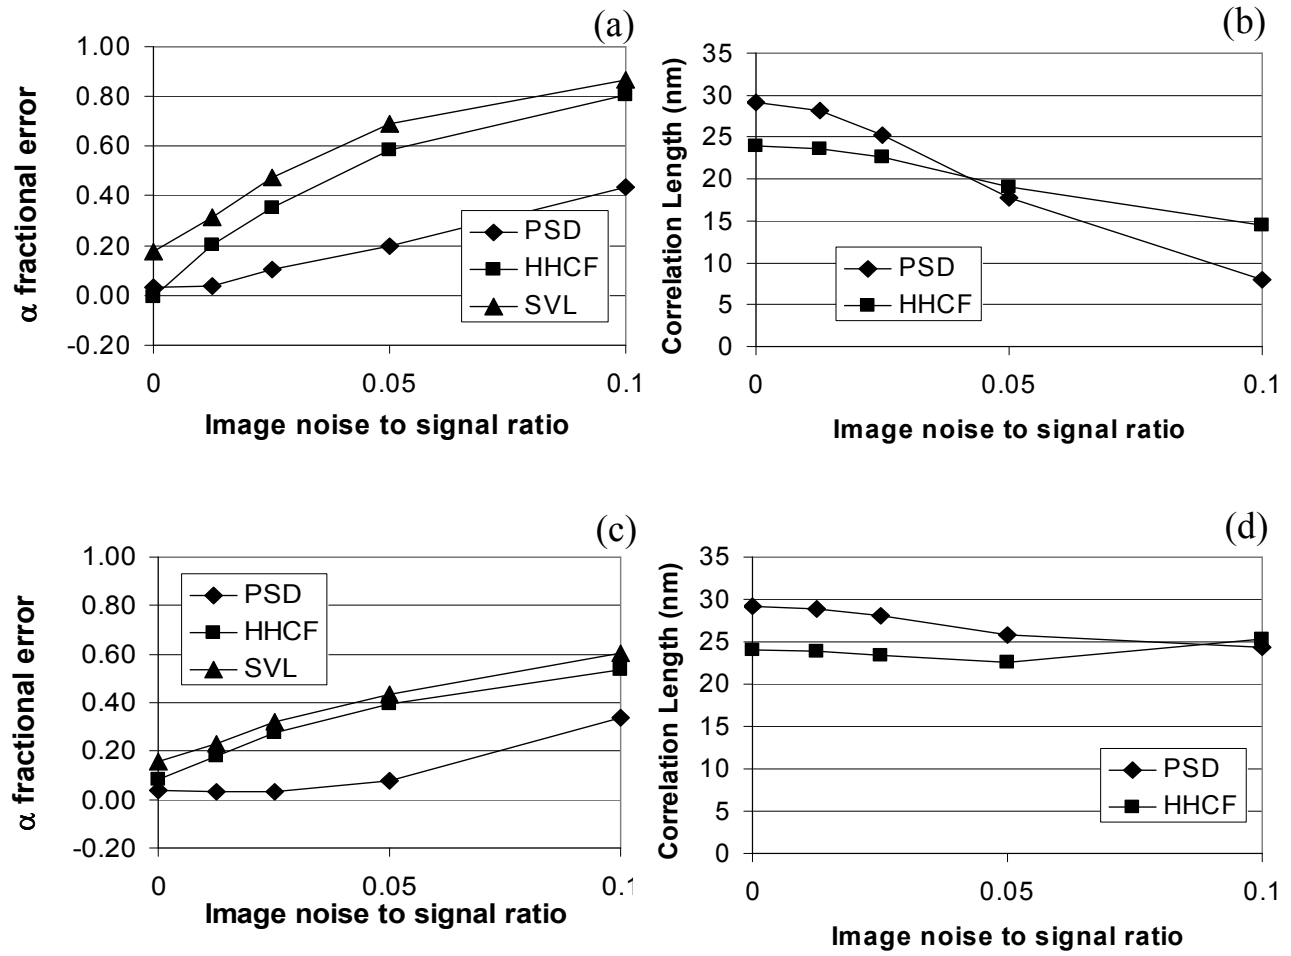 (a)
α fractional error
1.00
0.80
0.60
0.40
0.20
0.00
-0.20
PSD
HHCF
SVL
0
0.05
0.1
Image noise to signal ratio
(b)
Correlation Length (nm)
35
30
25
20
15
10
5
0
PSD
HHCF
0
0.05
0.1
Image noise to signal ratio
(c)
α fractional error
1.00
0.80
0.60
0.40
0.20
0.00
-0.20
PSD
HHCF
SVL
0
0.05
0.1
Image noise to signal ratio
(d)
Correlation Length (nm)
35
30
25
20
15
10
5
0
PSD
HHCF
0
0.05
0.1
Image noise to signal ratio